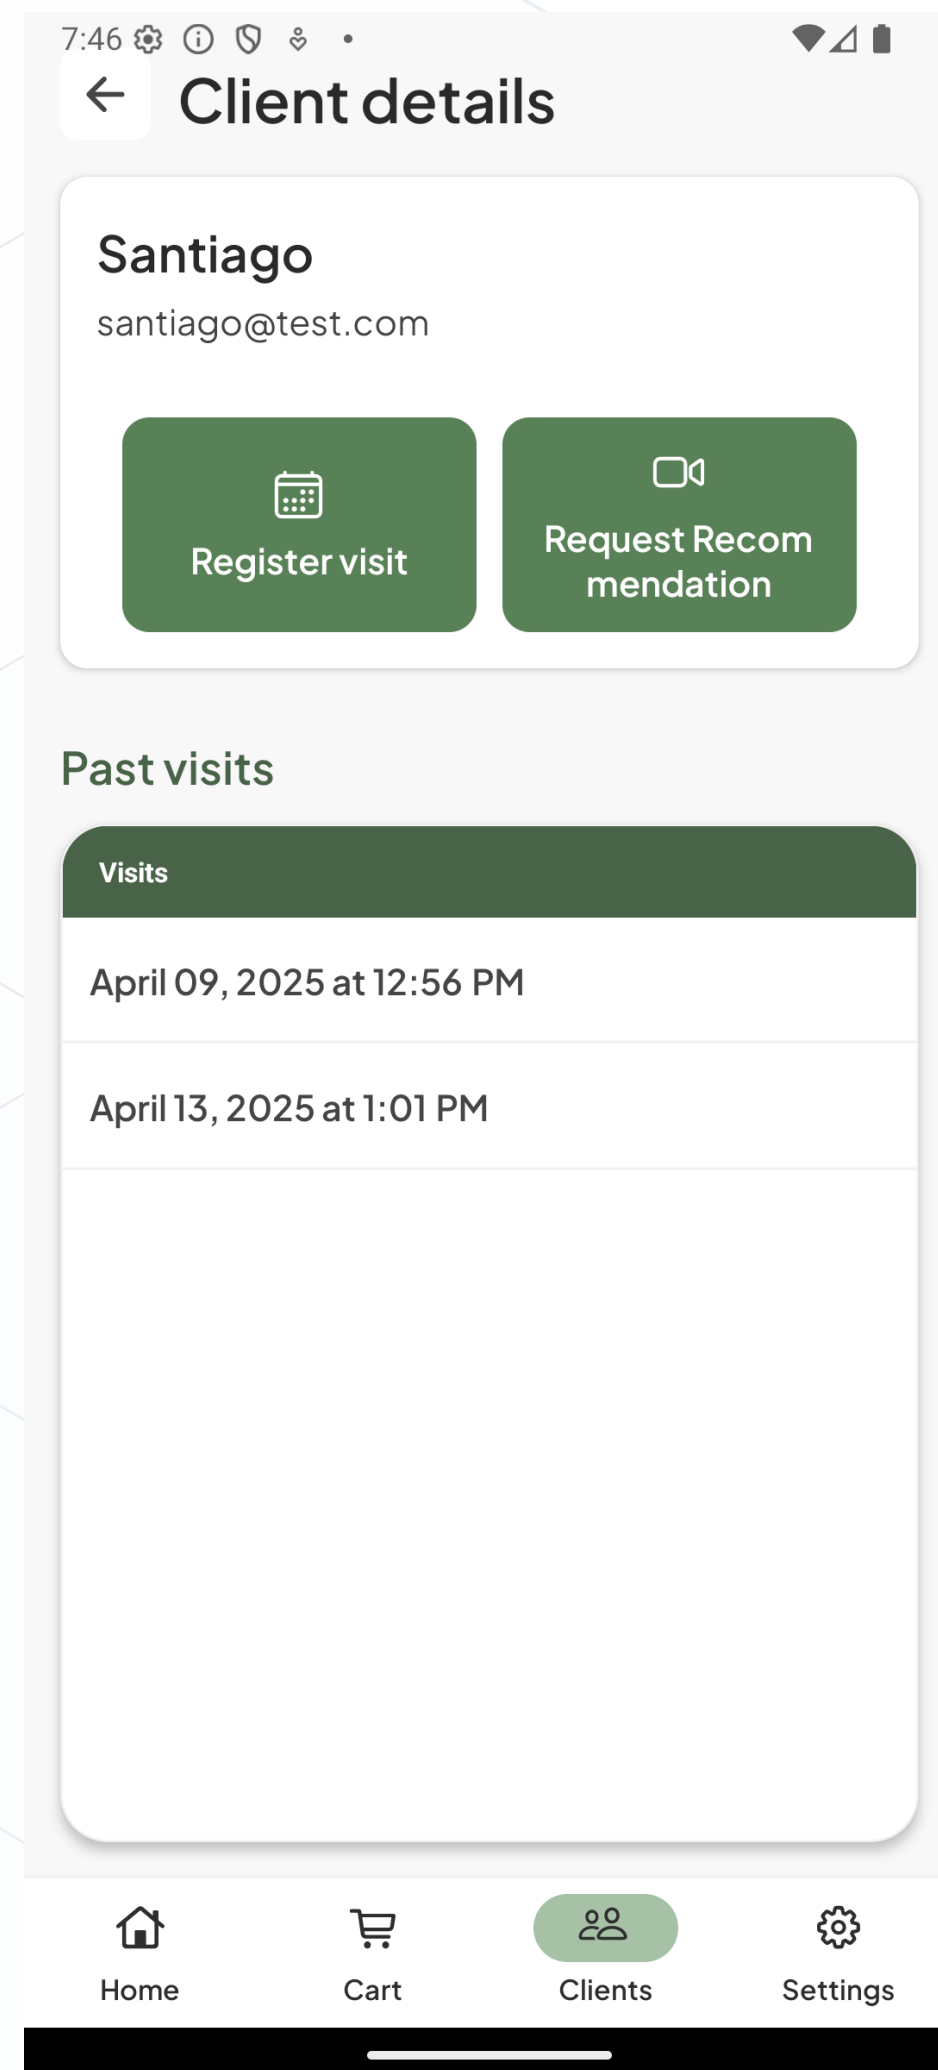 7:46
Client details
Santiago
santiago@test.com
Register visit
Request Recom
mendation
Past visits
Visits
April 09, 2025 at 12:56 PM
April 13, 2025 at 1:01 PM
Home
Cart
Clients
Settings